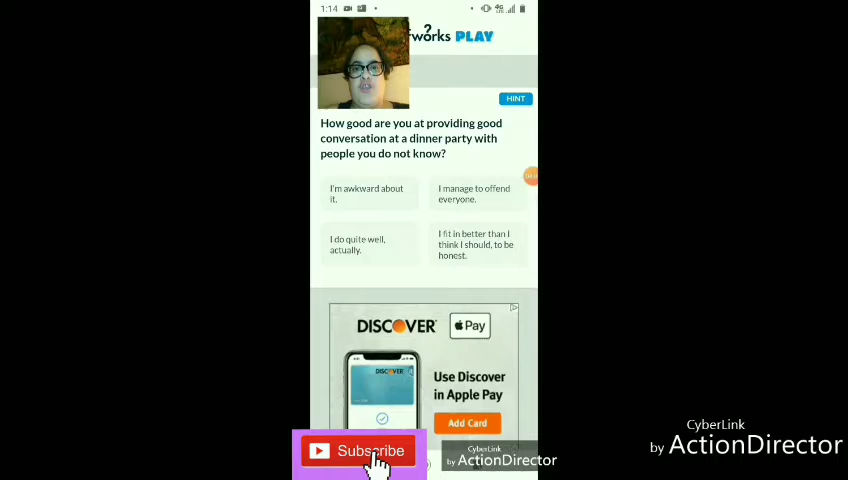 1:14
fworks PLAY
HINT
How good are you at providing good
conversation at a dinner party with
people you do not know?
I'm awkward about
it.
I manage to offend
everyone.
I do quite well,
actually.
I fit in better than I
think I should, to be
honest.
DISCOVER
Pay
DISCOVER
Use Discover
in Apple Pay
Add Card
Subscribe
CyberLink
by ActionDirector
CyberLink
by ActionDirector